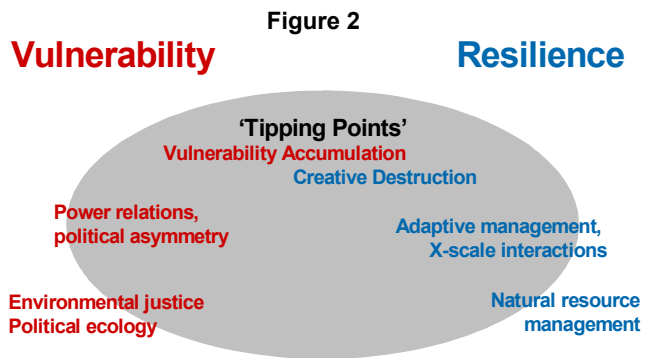 Figure 2
Vulnerability
Resilience
‘Tipping Points’
Vulnerability Accumulation
Creative Destruction
Power relations,
political asymmetry
Adaptive management,
X-scale interactions
Environmental justice
Political ecology
Natural resource
management